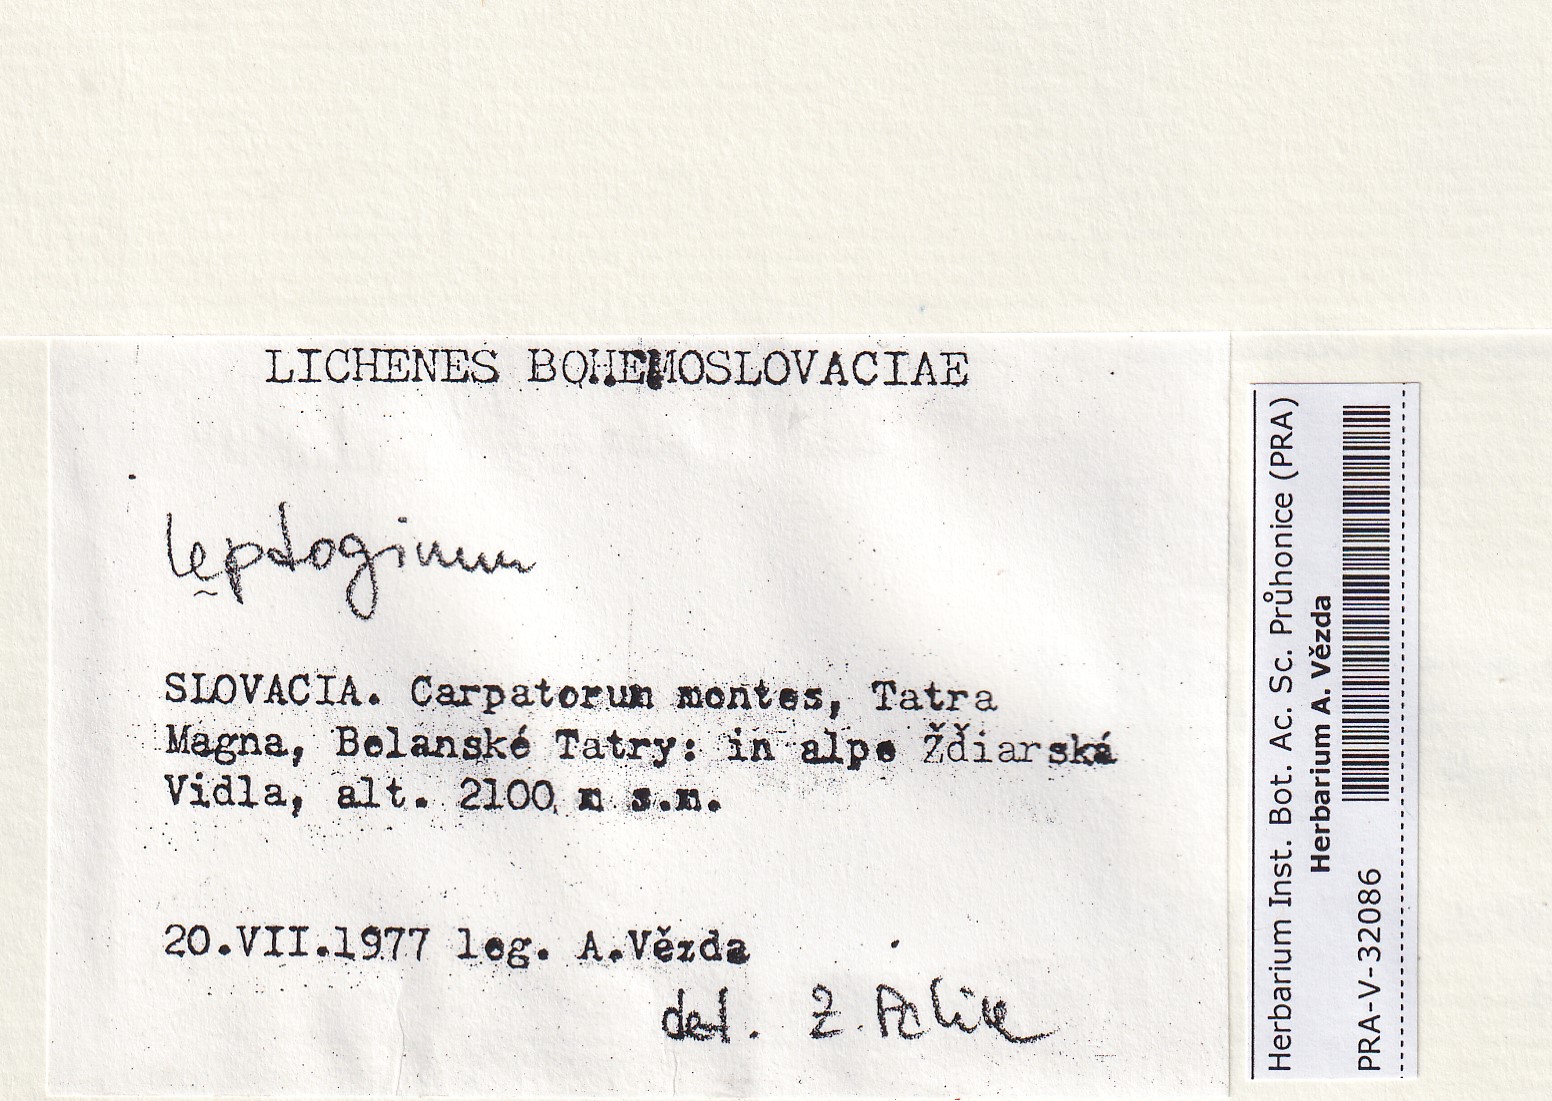 LICHENES BOHEMOSLOVACIAE
leptoginum
SLOVACIA. Carpatorum montes, Tatra
Magna, Belanské Tatry: in alpe Ždiarská
Vidla, alt. 2100 m s.m.
20.VII.1977 leg. A.Vězda
det. Z. Palice
Herbarium Inst. Bot. Ac. Sc. Průhonice (PRA)
Herbarium A. Vězda
PRA-V-32086